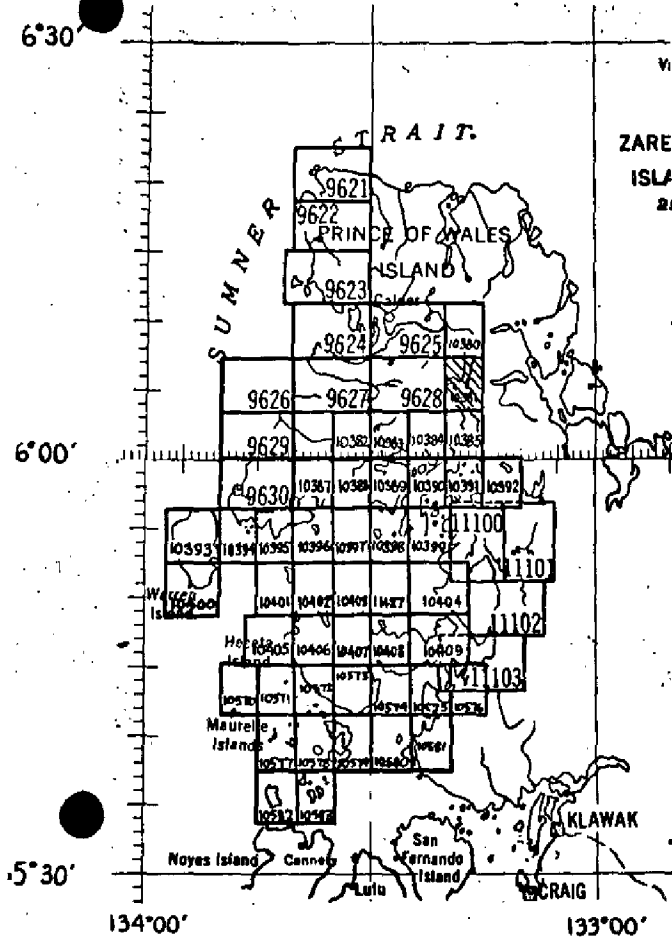 6°30'
S T R A I T.
ZARE
ISLA
SUMNER
9621
9622
PRINCE OF WALES
ISLAND
9623
9624 9625 10380
9626 9627 9628
9629 10382 10383 10384 10385
6°00'
9630 10387 10388 10389 10390 10391 10392
11100
10393 10394 10395 10396 10397 10398 10399
11101
Warren
Island
10400 10401 10402 10403 11487 10404
11102
Heceta
Island
10405 10406 10407 10408 10409
11103
10570 10571 10572 10573 10574 10575 10576
Maurelle
Islands
10577 10578 10579 10580 10581
10582
KLAWAK
Noyes Island
Cannery
San
Fernando
Island
Lulu
CRAIG
5°30'
134°00'
133°00'